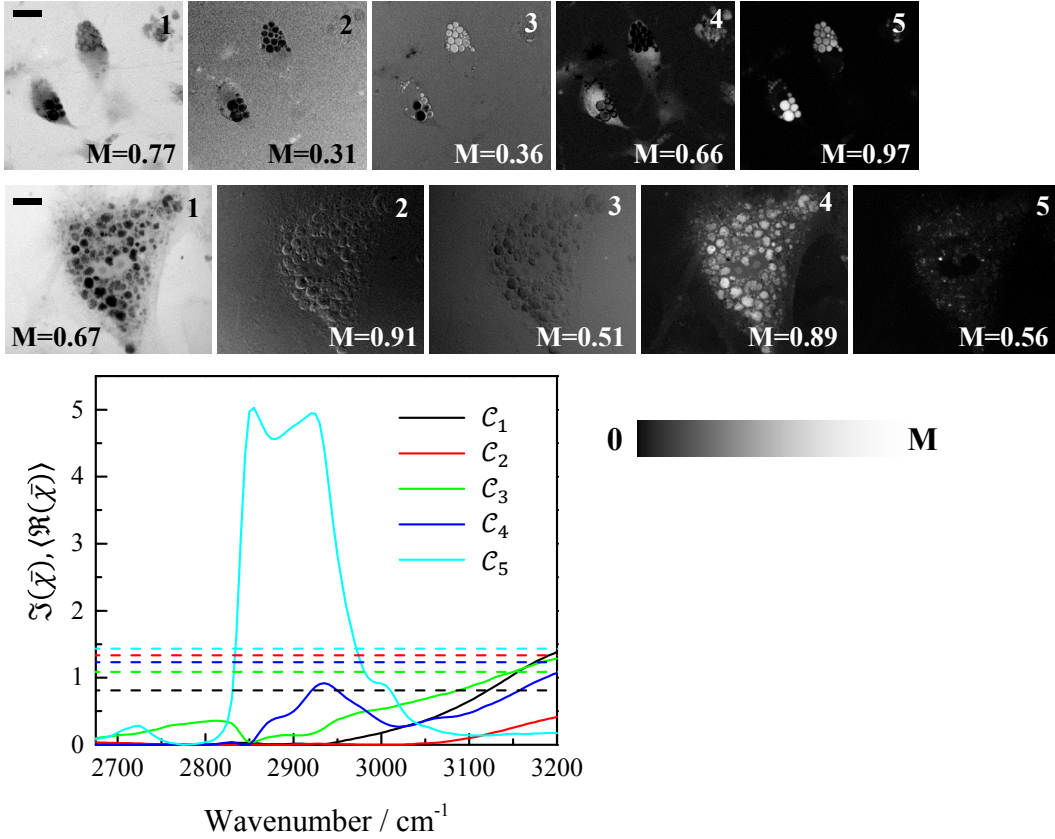 1 2 3 4 5
M=0.77 M=0.31 M=0.36 M=0.66 M=0.97
1 2 3 4 5
M=0.67 M=0.91 M=0.51 M=0.89 M=0.56
0 M
ℑ(χ̄),⟨ℜ(χ̄)⟩
5
4
3
2
1
0
𝒞₁
𝒞₂
𝒞₃
𝒞₄
𝒞₅
2700 2800 2900 3000 3100 3200
Wavenumber / cm⁻¹